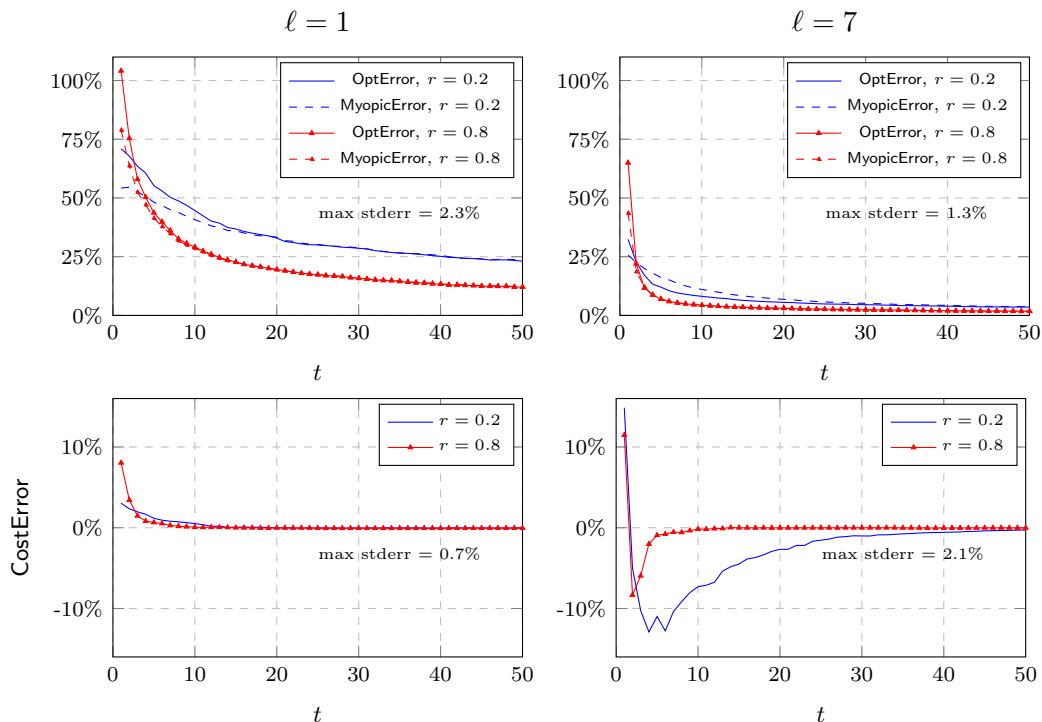 ℓ = 1
ℓ = 7
100%
75%
50%
25%
0%
OptError, r = 0.2
MyopicError, r = 0.2
OptError, r = 0.8
MyopicError, r = 0.8
max stderr = 2.3%
0 10 20 30 40 50
t
100%
75%
50%
25%
0%
OptError, r = 0.2
MyopicError, r = 0.2
OptError, r = 0.8
MyopicError, r = 0.8
max stderr = 1.3%
0 10 20 30 40 50
t
CostError
10%
0%
-10%
r = 0.2
r = 0.8
max stderr = 0.7%
0 10 20 30 40 50
t
10%
0%
-10%
r = 0.2
r = 0.8
max stderr = 2.1%
0 10 20 30 40 50
t